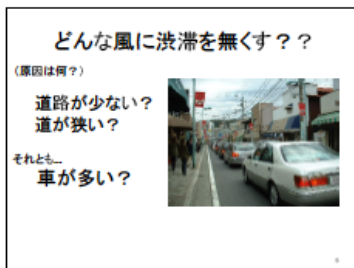 どんな風に渋滞を無くす？？
（原因は何？）
道路が少ない？
道が狭い？
それとも…
車が多い？